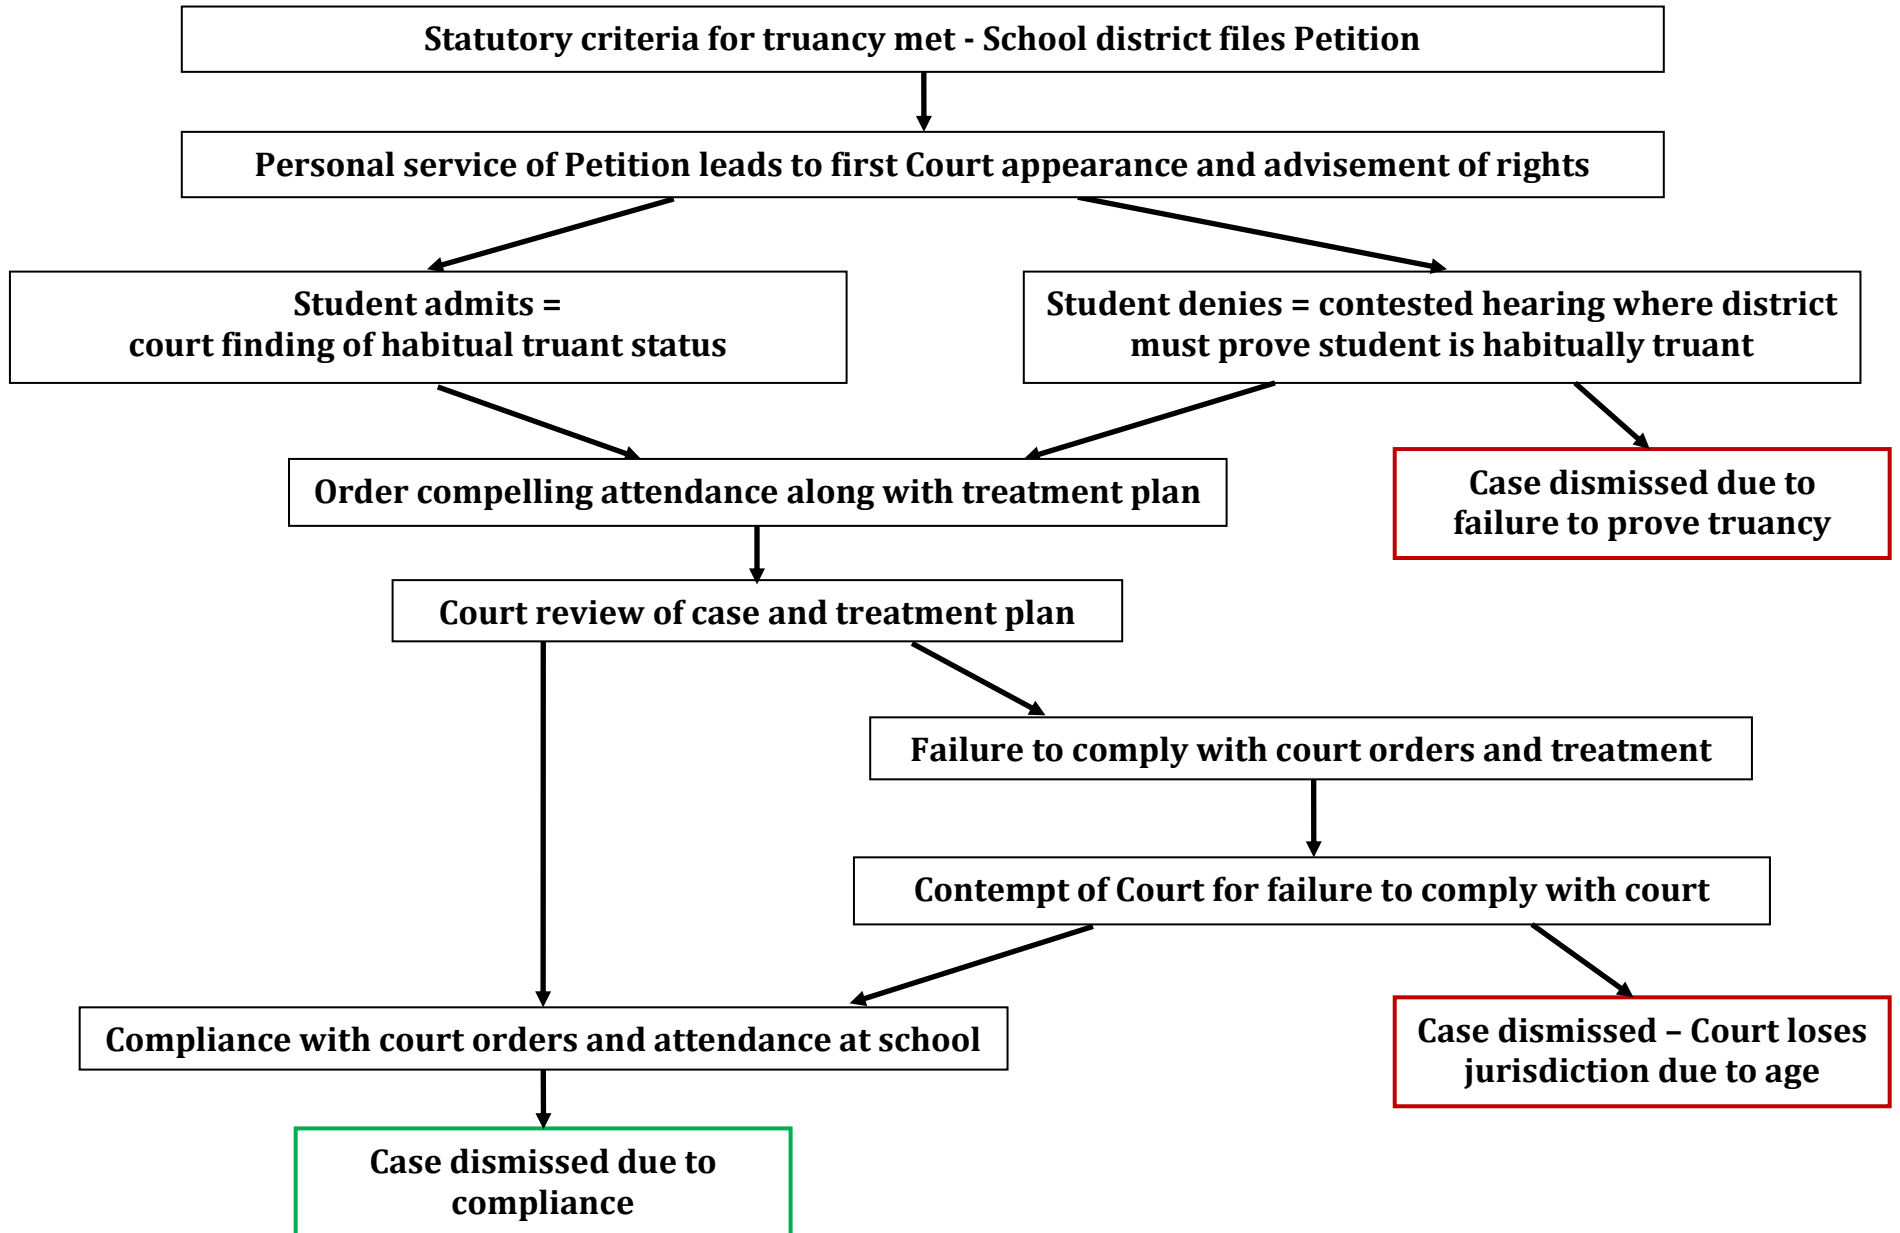 Statutory criteria for truancy met - School district files Petition
Personal service of Petition leads to first Court appearance and advisement of rights
Student admits =
court finding of habitual truant status
Student denies = contested hearing where district
must prove student is habitually truant
Order compelling attendance along with treatment plan
Case dismissed due to
failure to prove truancy
Court review of case and treatment plan
Failure to comply with court orders and treatment
Contempt of Court for failure to comply with court
Compliance with court orders and attendance at school
Case dismissed – Court loses
jurisdiction due to age
Case dismissed due to
compliance